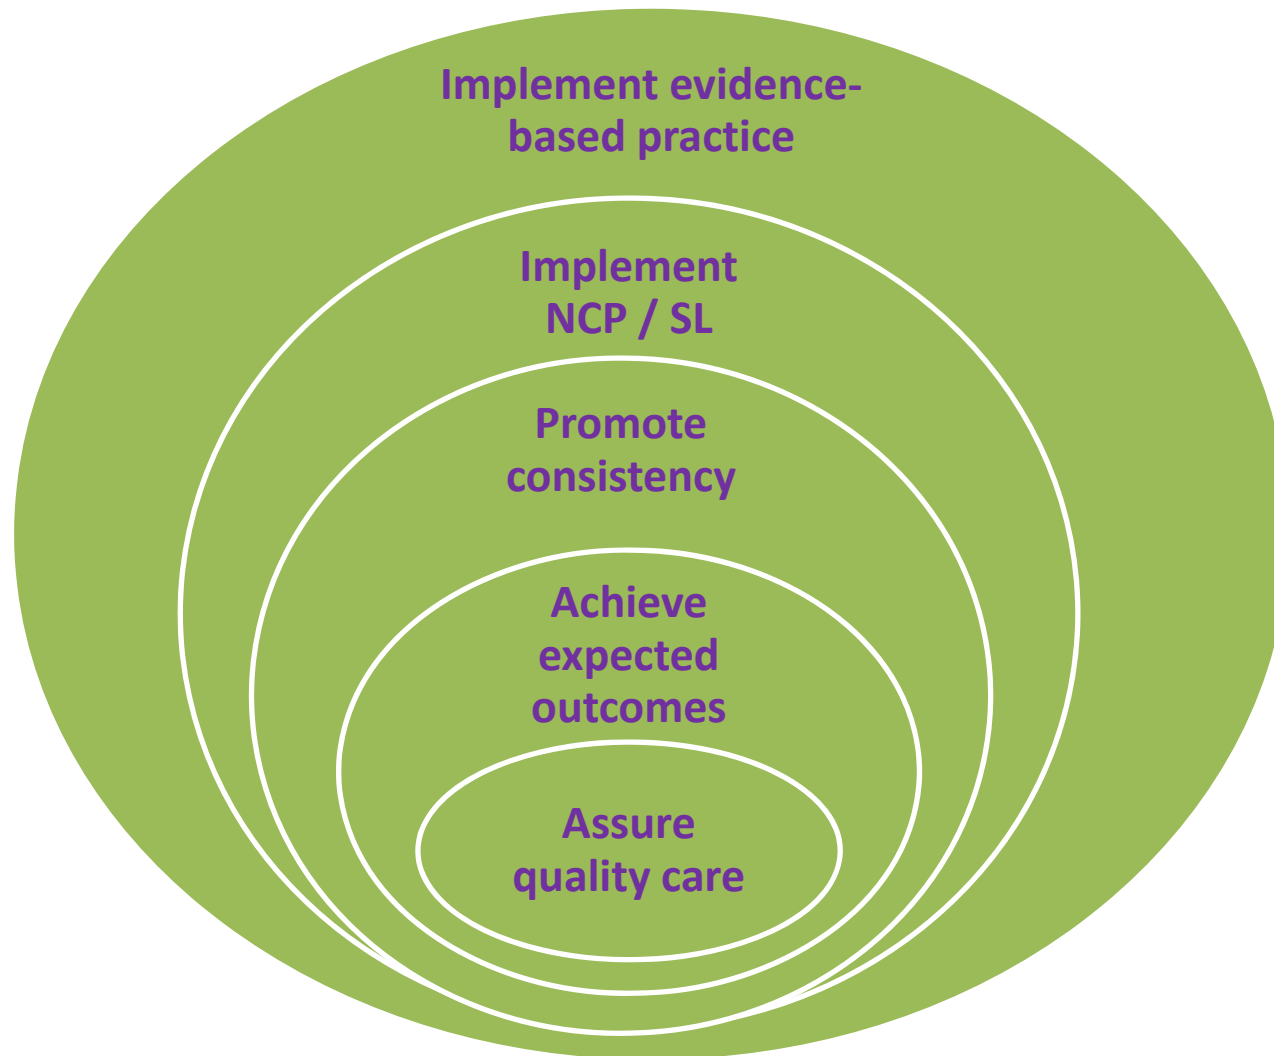 Implement evidence-
based practice
Implement
NCP / SL
Promote
consistency
Achieve
expected
outcomes
Assure
quality care